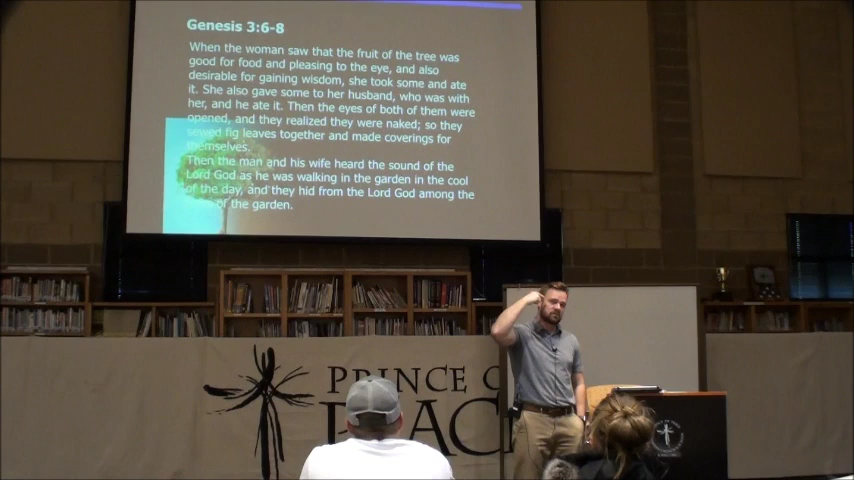 Genesis 3:6-8
When the woman saw that the fruit of the tree was
good for food and pleasing to the eye, and also
desirable for gaining wisdom, she took some and ate
it. She also gave some to her husband, who was with
her, and he ate it. Then the eyes of both of them were
opened, and they realized they were naked; so they
sewed fig leaves together and made coverings for
themselves.
Then the man and his wife heard the sound of the
Lord God as he was walking in the garden in the cool
of the day, and they hid from the Lord God among the
of the garden.
PRINCE